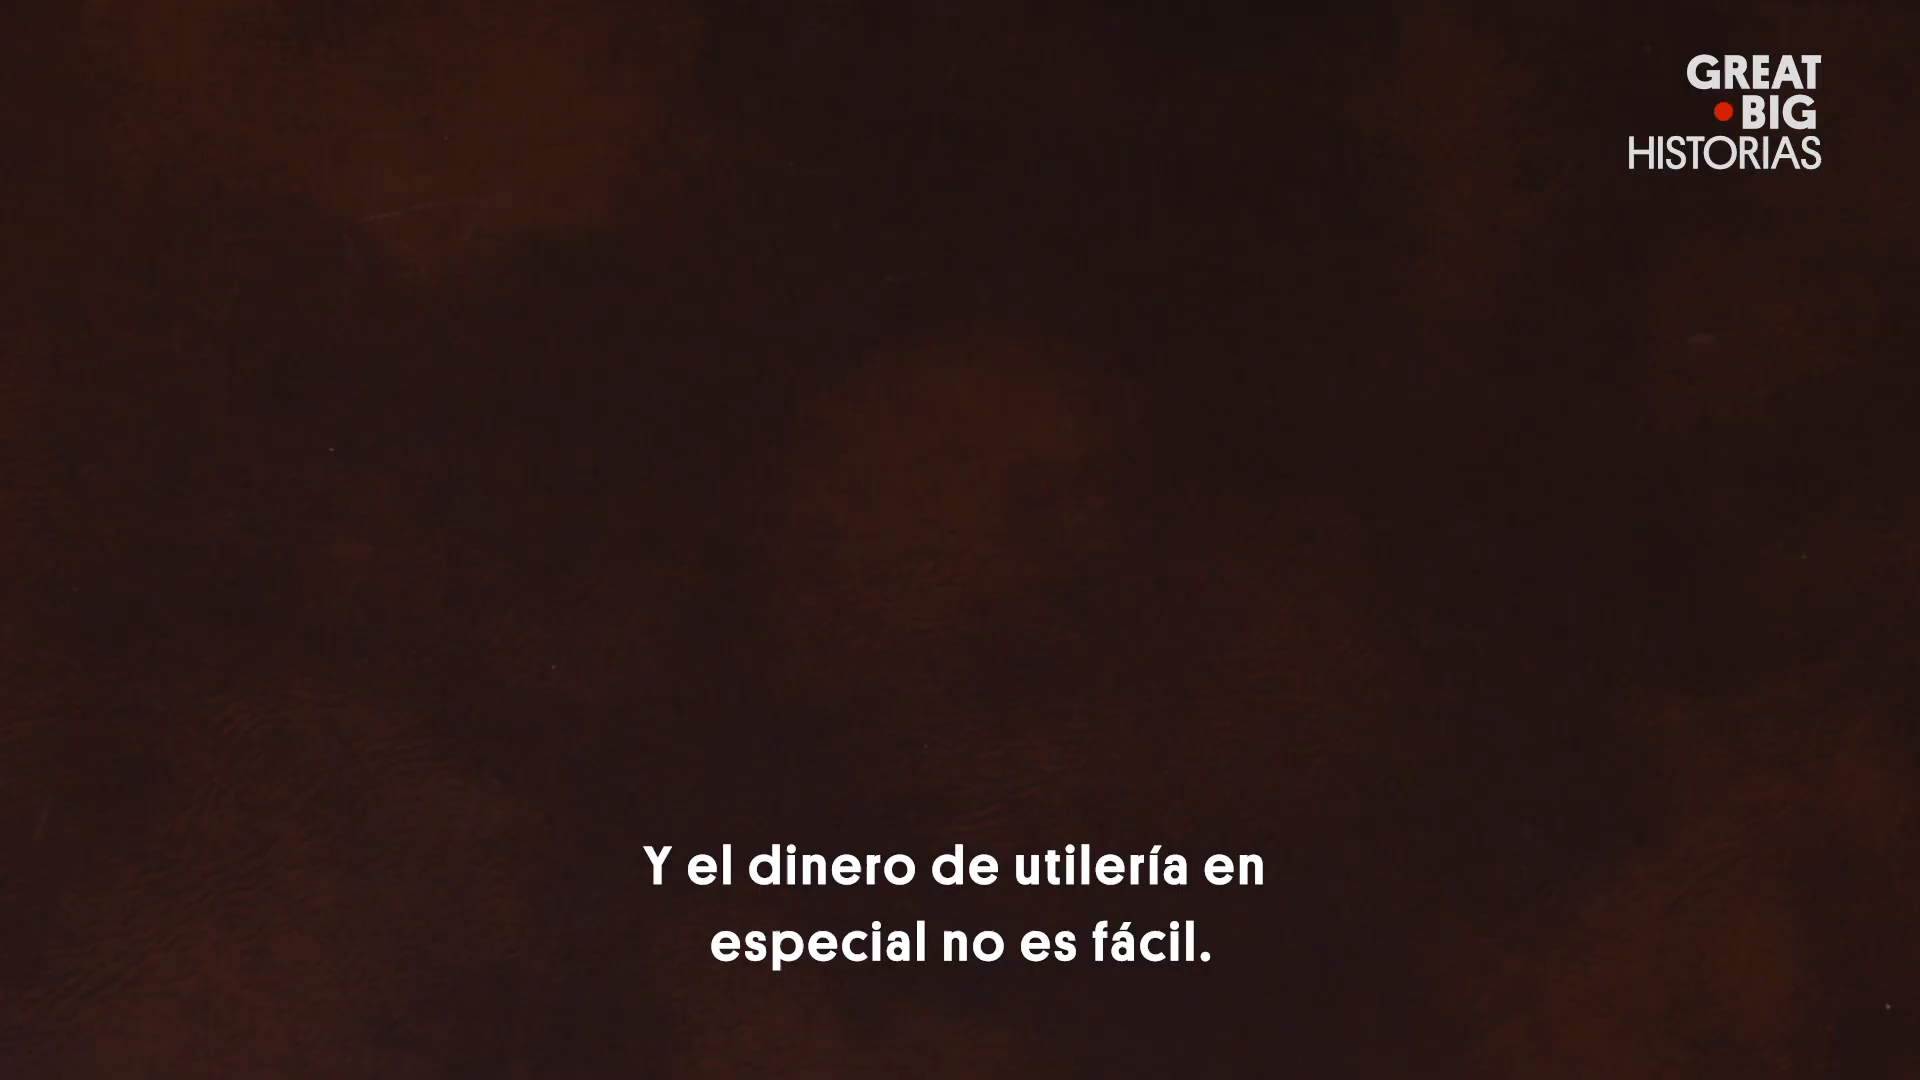 GREAT
BIG
HISTORIAS
Y el dinero de utilería en
especial no es fácil.